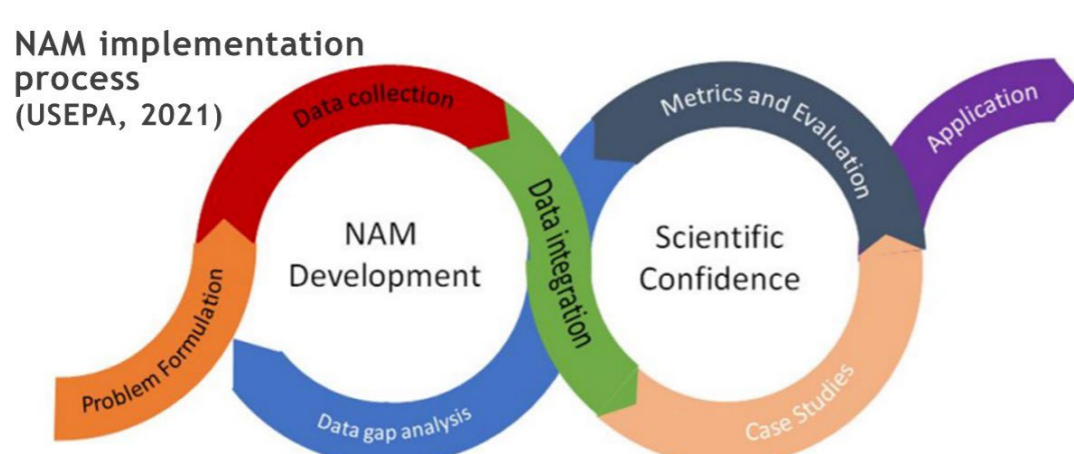 NAM implementation
process
(USEPA, 2021)
Problem Formulation
Data collection
NAM
Development
Data integration
Data gap analysis
Scientific
Confidence
Case Studies
Metrics and Evaluation
Application